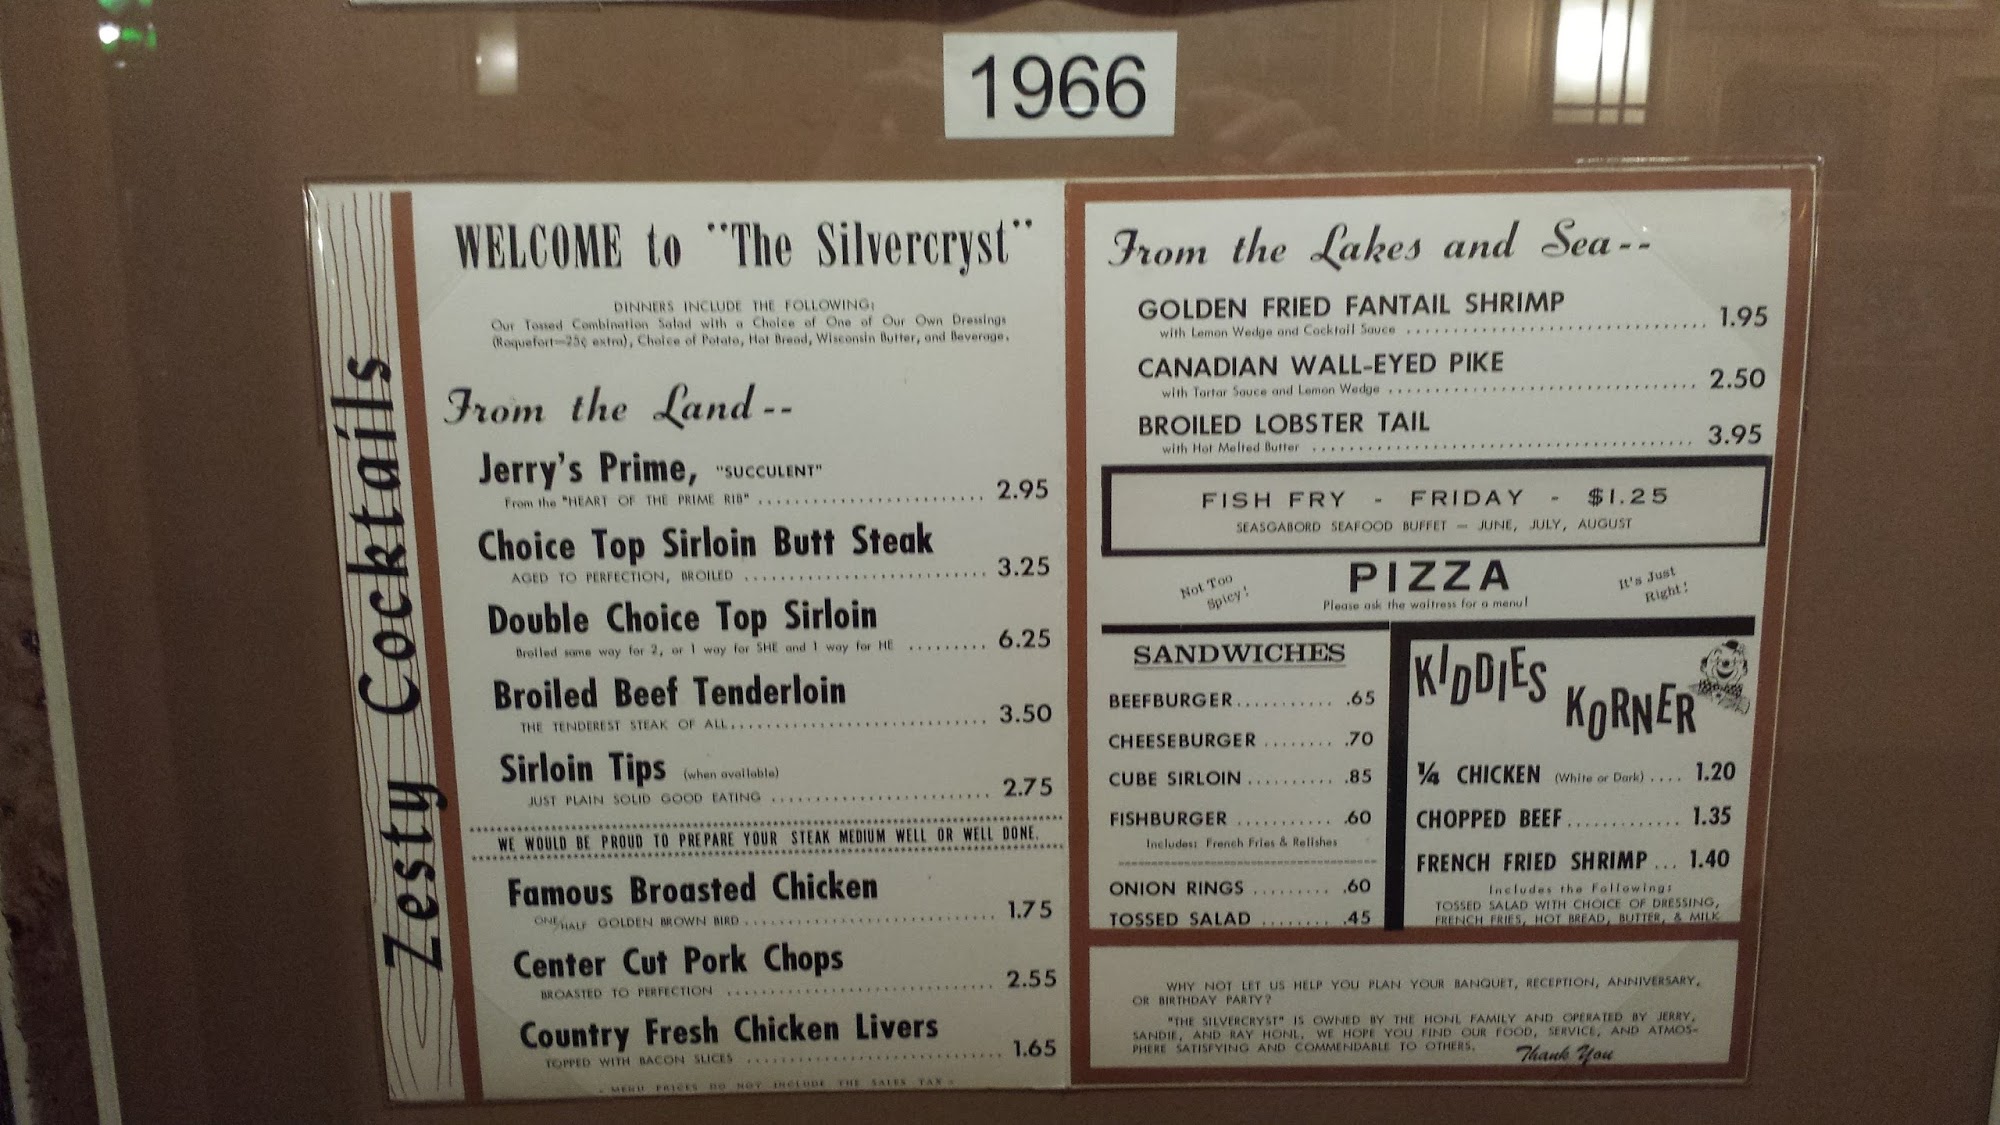 1966
Zesty Cocktails
WELCOME to "The Silvercryst"
DINNERS INCLUDE THE FOLLOWING:
Our Tossed Combination Salad with a Choice of One of Our Own Dressings
(Roquefort—25¢ extra), Choice of Potato, Hot Bread, Wisconsin Butter, and Beverage.
From the Land--
Jerry's Prime, "SUCCULENT"
From the "HEART OF THE PRIME RIB" 2.95
Choice Top Sirloin Butt Steak
AGED TO PERFECTION, BROILED 3.25
Double Choice Top Sirloin
Broiled same way for 2, or 1 way for SHE and 1 way for HE 6.25
Broiled Beef Tenderloin
THE TENDEREST STEAK OF ALL 3.50
Sirloin Tips (when available)
JUST PLAIN SOLID GOOD EATING 2.75
WE WOULD BE PROUD TO PREPARE YOUR STEAK MEDIUM WELL OR WELL DONE.
Famous Broasted Chicken
ONE/HALF GOLDEN BROWN BIRD 1.75
Center Cut Pork Chops
BROASTED TO PERFECTION 2.55
Country Fresh Chicken Livers
TOPPED WITH BACON SLICES 1.65
- MENU PRICES DO NOT INCLUDE THE SALES TAX -
From the Lakes and Sea--
GOLDEN FRIED FANTAIL SHRIMP
with Lemon Wedge and Cocktail Sauce 1.95
CANADIAN WALL-EYED PIKE
with Tartar Sauce and Lemon Wedge 2.50
BROILED LOBSTER TAIL
with Hot Melted Butter 3.95
FISH FRY - FRIDAY - $1.25
SEASGABORD SEAFOOD BUFFET — JUNE, JULY, AUGUST
Not Too Spicy!
PIZZA
Please ask the waitress for a menu!
It's Just Right!
SANDWICHES
BEEFBURGER .65
CHEESEBURGER .70
CUBE SIRLOIN .85
FISHBURGER .60
Includes: French Fries & Relishes
ONION RINGS .60
TOSSED SALAD .45
KIDDIES KORNER
¼ CHICKEN (White or Dark) 1.20
CHOPPED BEEF 1.35
FRENCH FRIED SHRIMP 1.40
Includes the Following:
TOSSED SALAD WITH CHOICE OF DRESSING,
FRENCH FRIES, HOT BREAD, BUTTER, & MILK
WHY NOT LET US HELP YOU PLAN YOUR BANQUET, RECEPTION, ANNIVERSARY,
OR BIRTHDAY PARTY?
"THE SILVERCRYST" IS OWNED BY THE HONL FAMILY AND OPERATED BY JERRY,
SANDIE, AND RAY HONL. WE HOPE YOU FIND OUR FOOD, SERVICE, AND ATMOS-
PHERE SATISFYING AND COMMENDABLE TO OTHERS.
Thank You